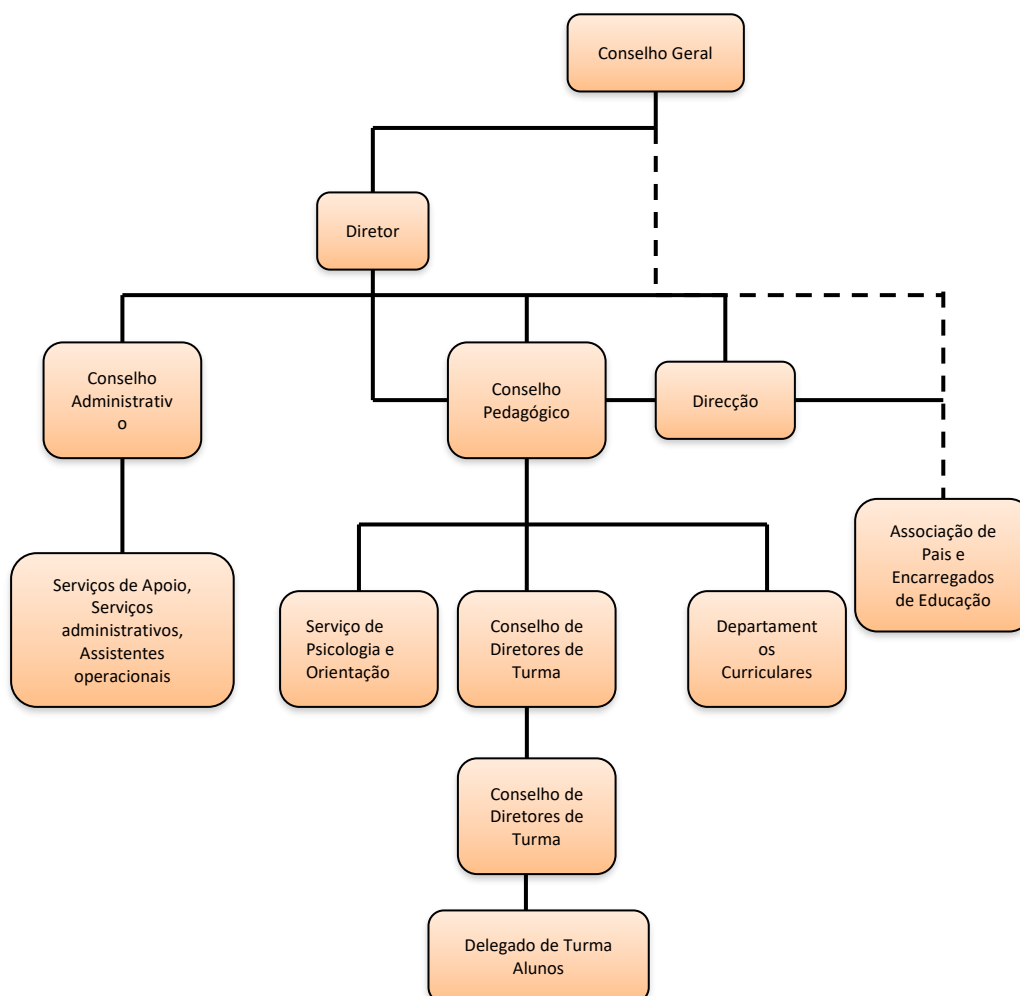 Conselho Geral
Diretor
Conselho
Administrativ
o
Conselho
Pedagógico
Direcção
Associação de
Pais e
Encarregados
de Educação
Serviços de Apoio,
Serviços
administrativos,
Assistentes
operacionais
Serviço de
Psicologia e
Orientação
Conselho de
Diretores de
Turma
Departament
os
Curriculares
Conselho de
Diretores de
Turma
Delegado de Turma
Alunos